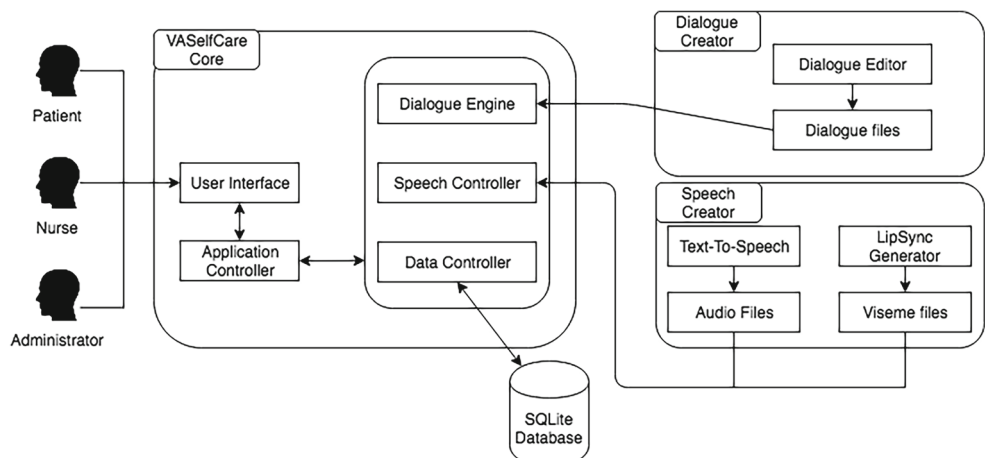 Patient
Nurse
Administrator
VASelfCare
Core
User Interface
Application
Controller
Dialogue Engine
Speech Controller
Data Controller
SQLite
Database
Dialogue
Creator
Dialogue Editor
Dialogue files
Speech
Creator
Text-To-Speech
Audio Files
LipSync
Generator
Viseme files